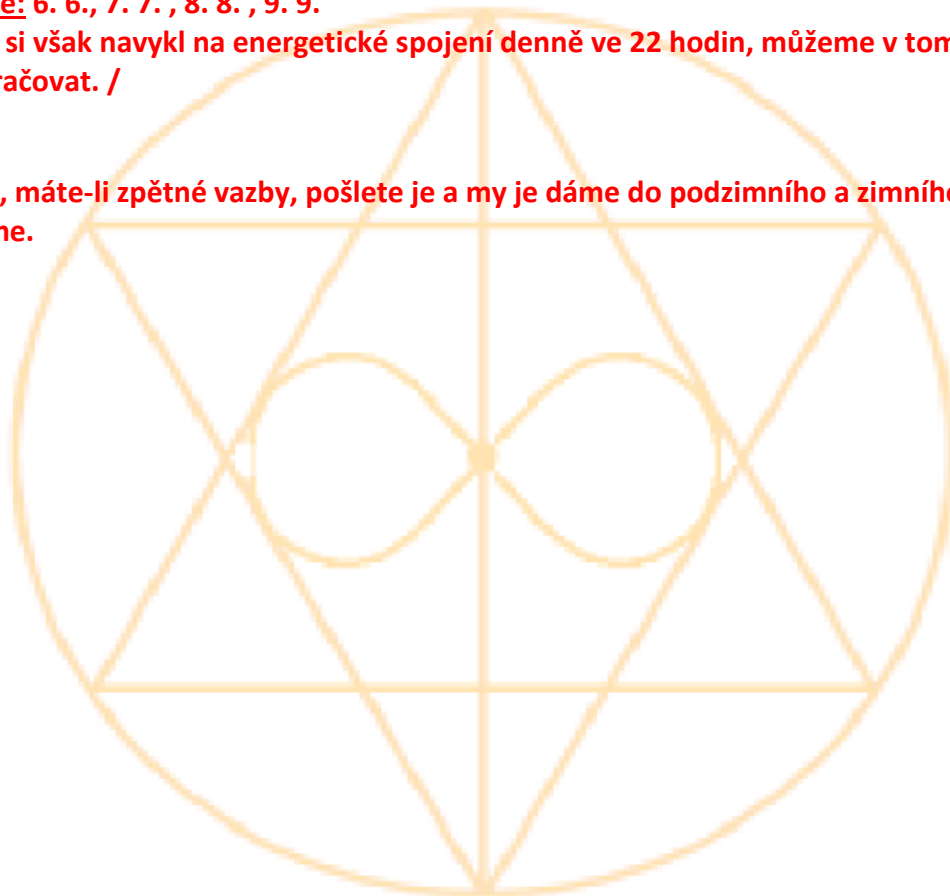 e: 6. 6., 7. 7. , 8. 8. , 9. 9.
si však navykl na energetické spojení denně ve 22 hodin, můžeme v tom
račovat. /
, máte-li zpětné vazby, pošlete je a my je dáme do podzimního a zimního
ne.